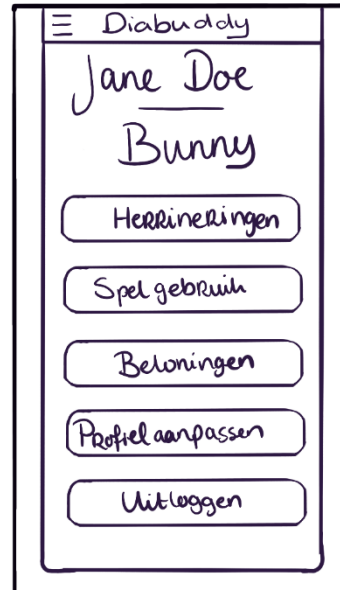 Diabuddy
Jane Doe
Bunny
Herrineringen
Spel gebruik
Beloningen
Profiel aanpassen
Uitloggen